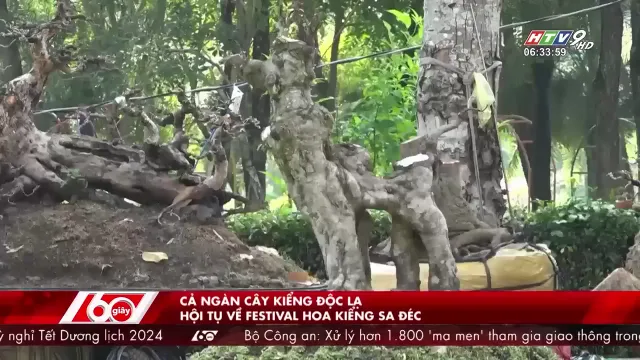 HTV9 HD
06:33:59
60 giây
CẢ NGÀN CÂY KIỂNG ĐỘC LẠ
HỘI TỤ VỀ FESTIVAL HOA KIỂNG SA ĐÉC
nghỉ Tết Dương lịch 2024 Bộ Công an: Xử lý hơn 1.800 'ma men' tham gia giao thông trong